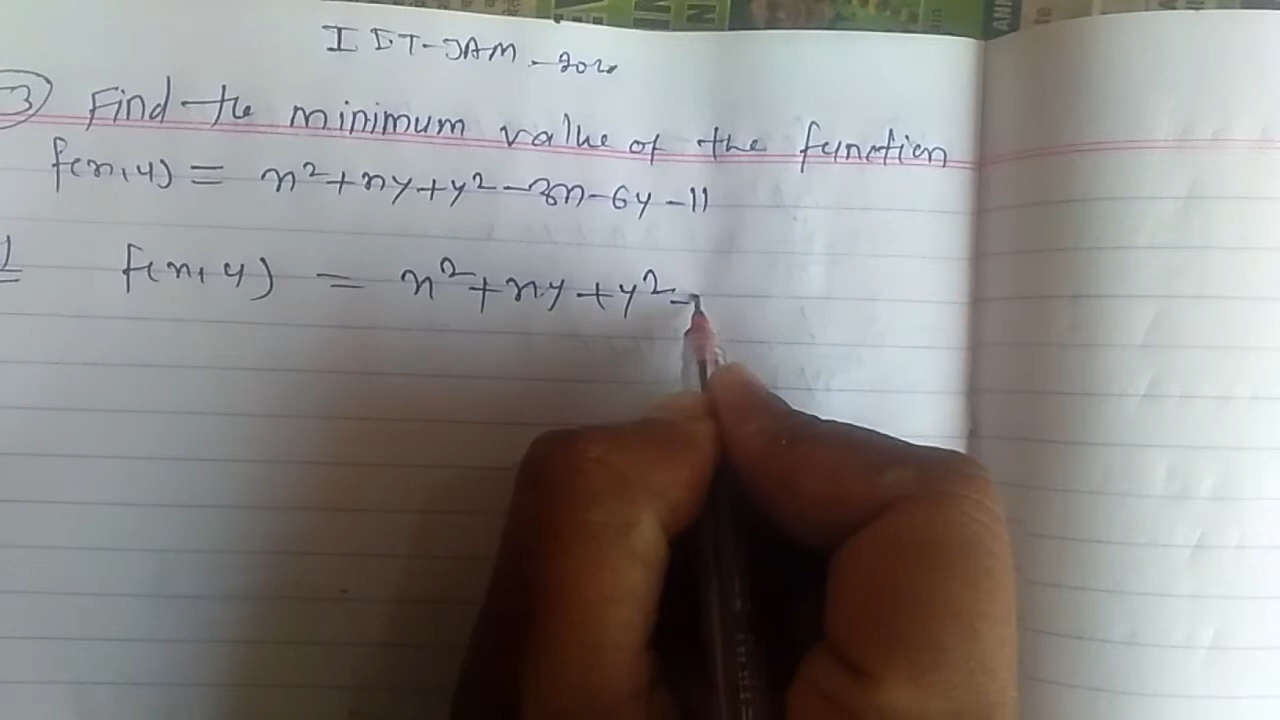 IIT-JAM-2020
3) Find the minimum value of the function
f(x,y) = x²+xy+y²-3x-6y-11
f(x,y) = x²+xy+y²-